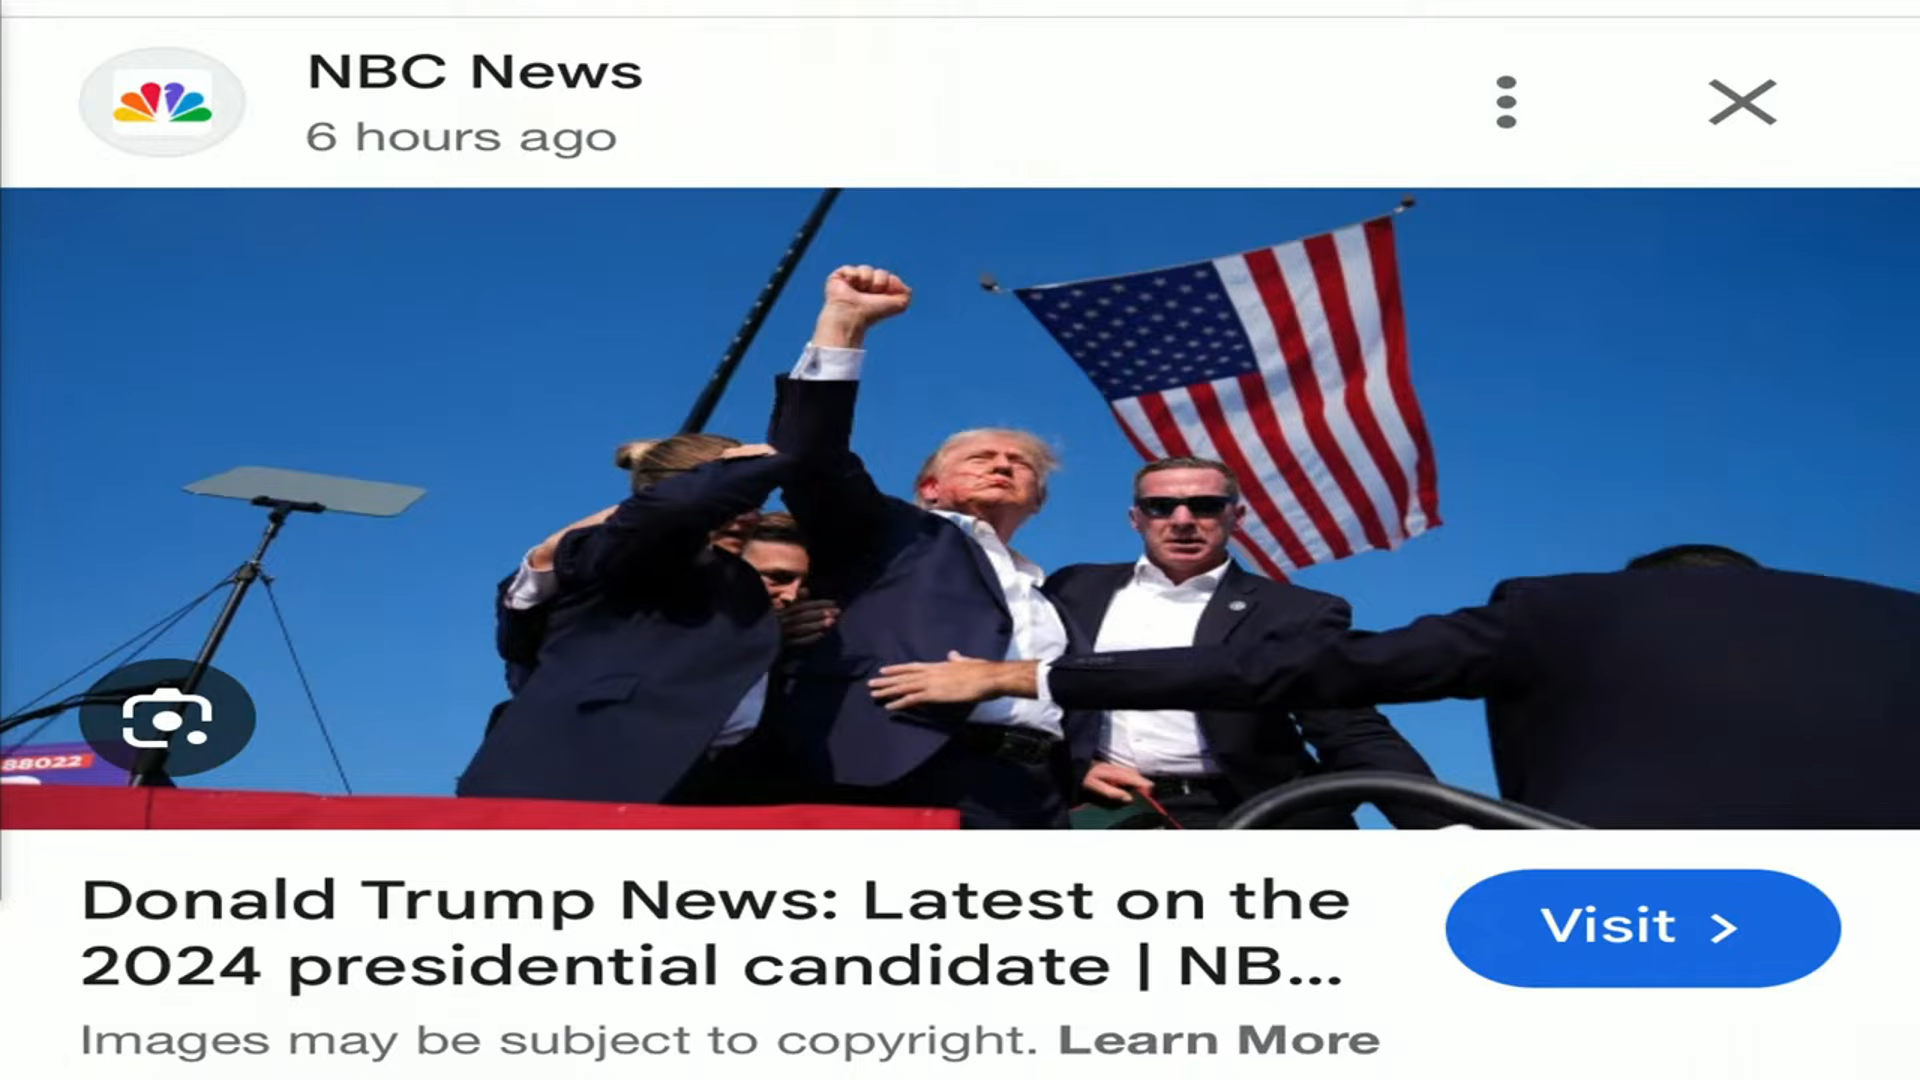 NBC News
6 hours ago
88022
Donald Trump News: Latest on the
2024 presidential candidate | NB...
Visit >
Images may be subject to copyright. Learn More